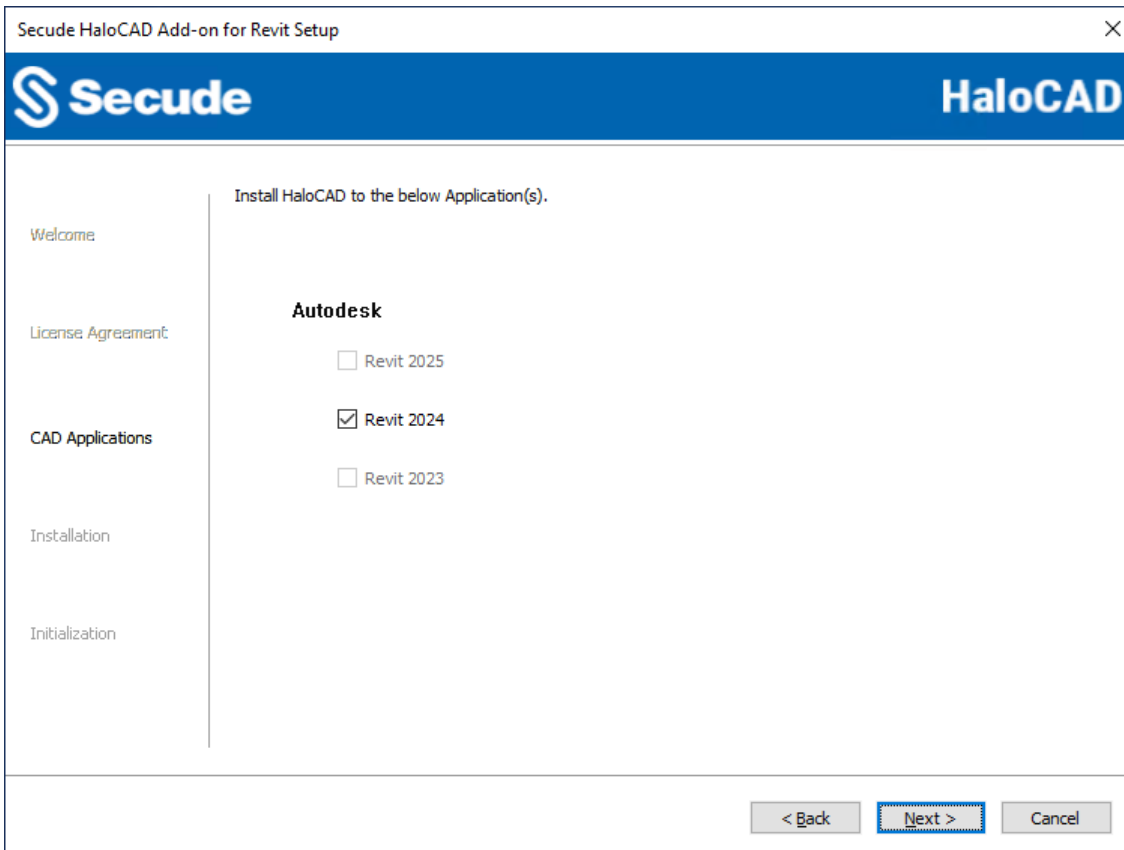 Secude HaloCAD Add-on for Revit Setup
Secude
HaloCAD
Install HaloCAD to the below Application(s).
Welcome
License Agreement
CAD Applications
Installation
Initialization
Autodesk
Revit 2025
Revit 2024
Revit 2023
< Back
Next >
Cancel